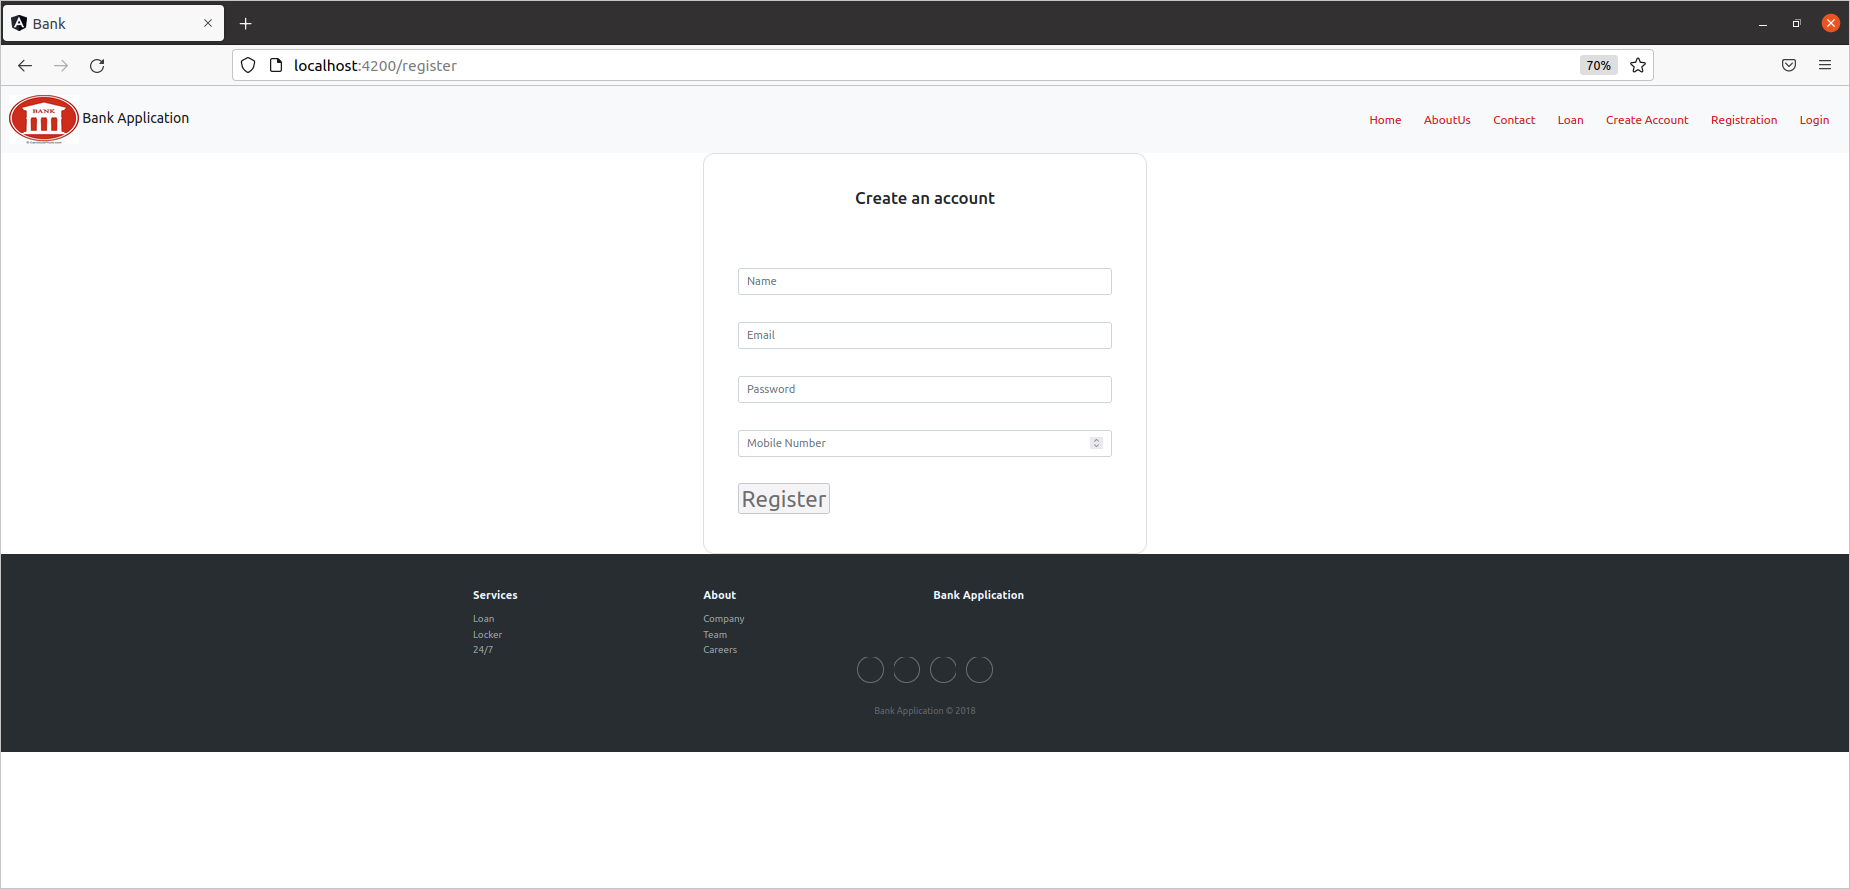 Bank
localhost:4200/register
70%
BANK
Bank Application
Home AboutUs Contact Loan Create Account Registration Login
Create an account
Name
Email
Password
Mobile Number
Register
Services About Bank Application
Loan Company
Locker Team
24/7 Careers
Bank Application © 2018